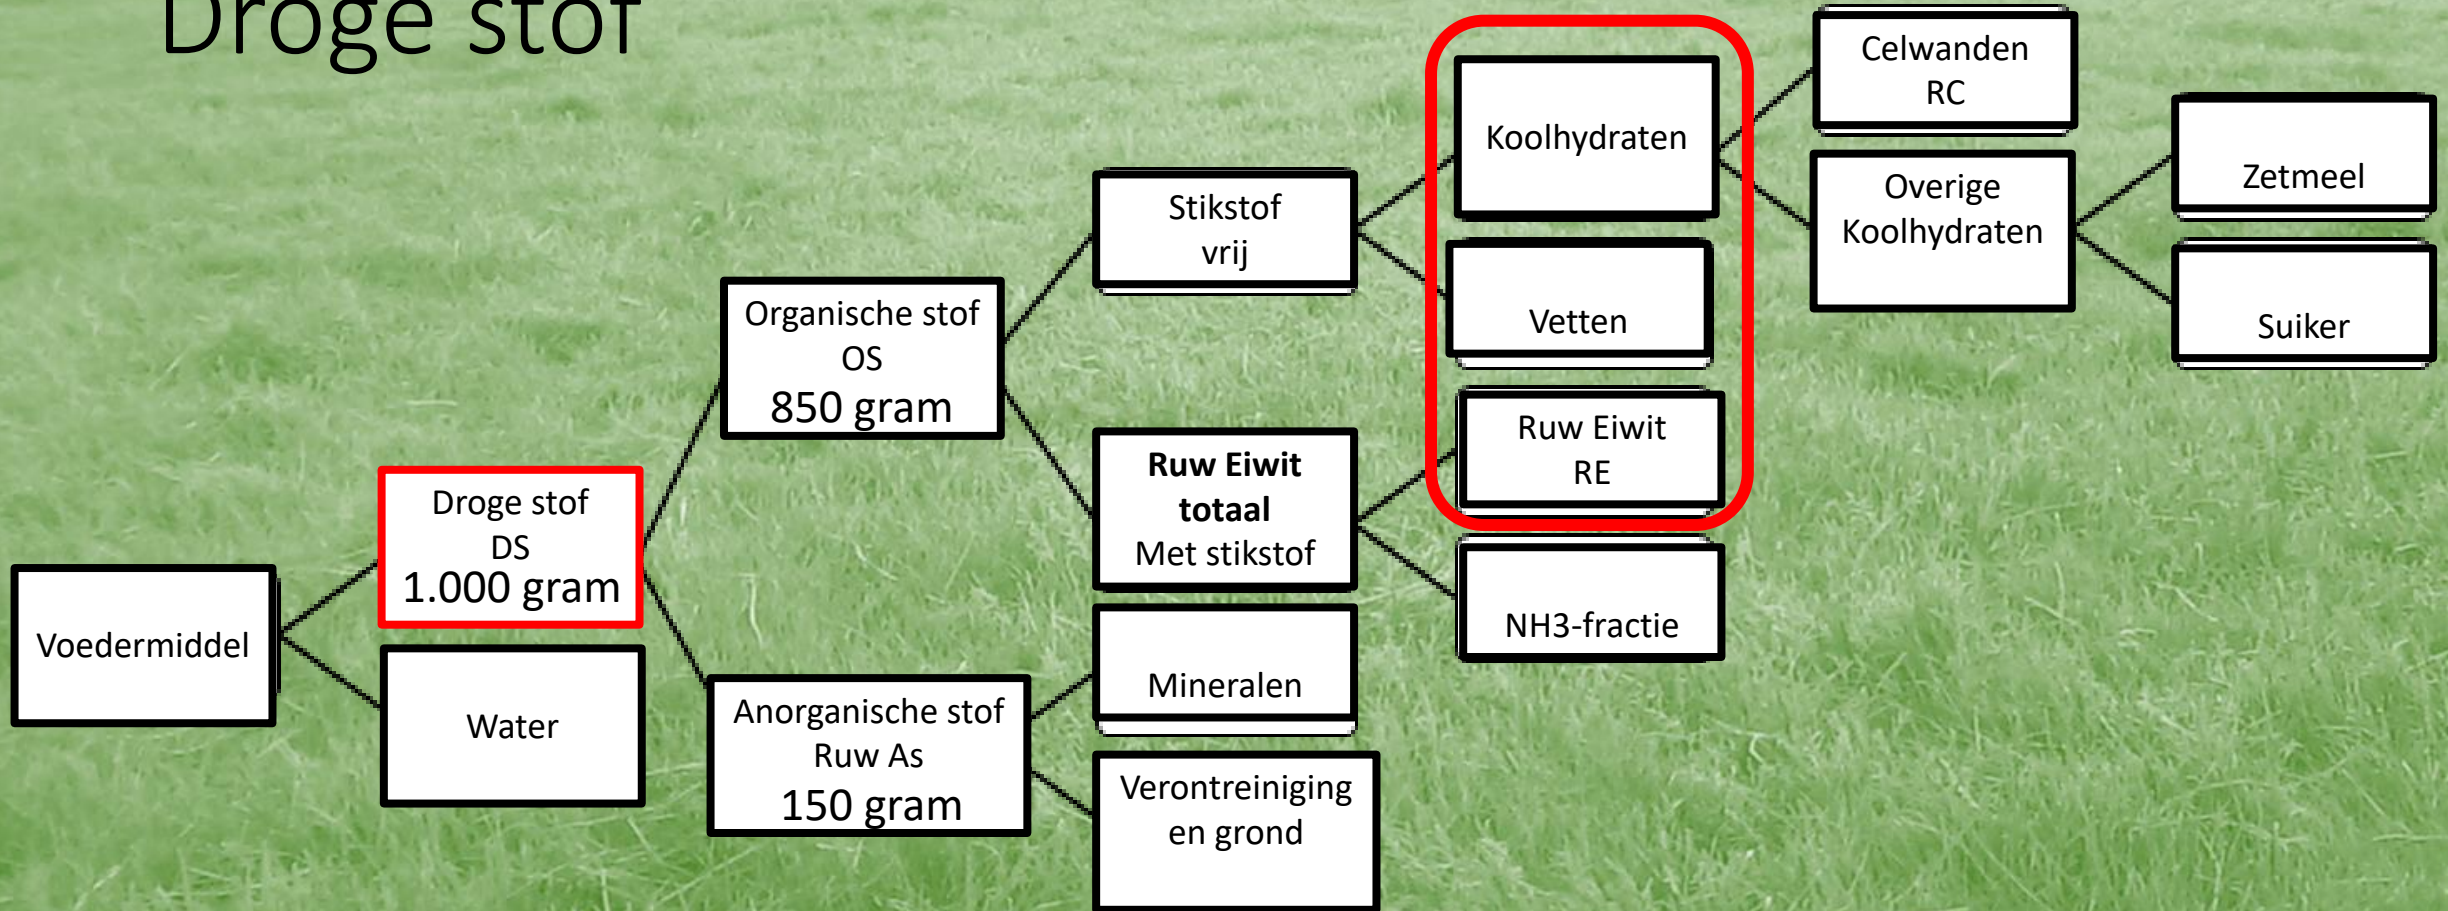 Droge stof
Voedermiddel
Droge stof
DS
1.000 gram
Water
Organische stof
OS
850 gram
Anorganische stof
Ruw As
150 gram
Stikstof
vrij
Ruw Eiwit
totaal
Met stikstof
Mineralen
Verontreiniging
en grond
Koolhydraten
Vetten
Ruw Eiwit
RE
NH3-fractie
Celwanden
RC
Overige
Koolhydraten
Zetmeel
Suiker